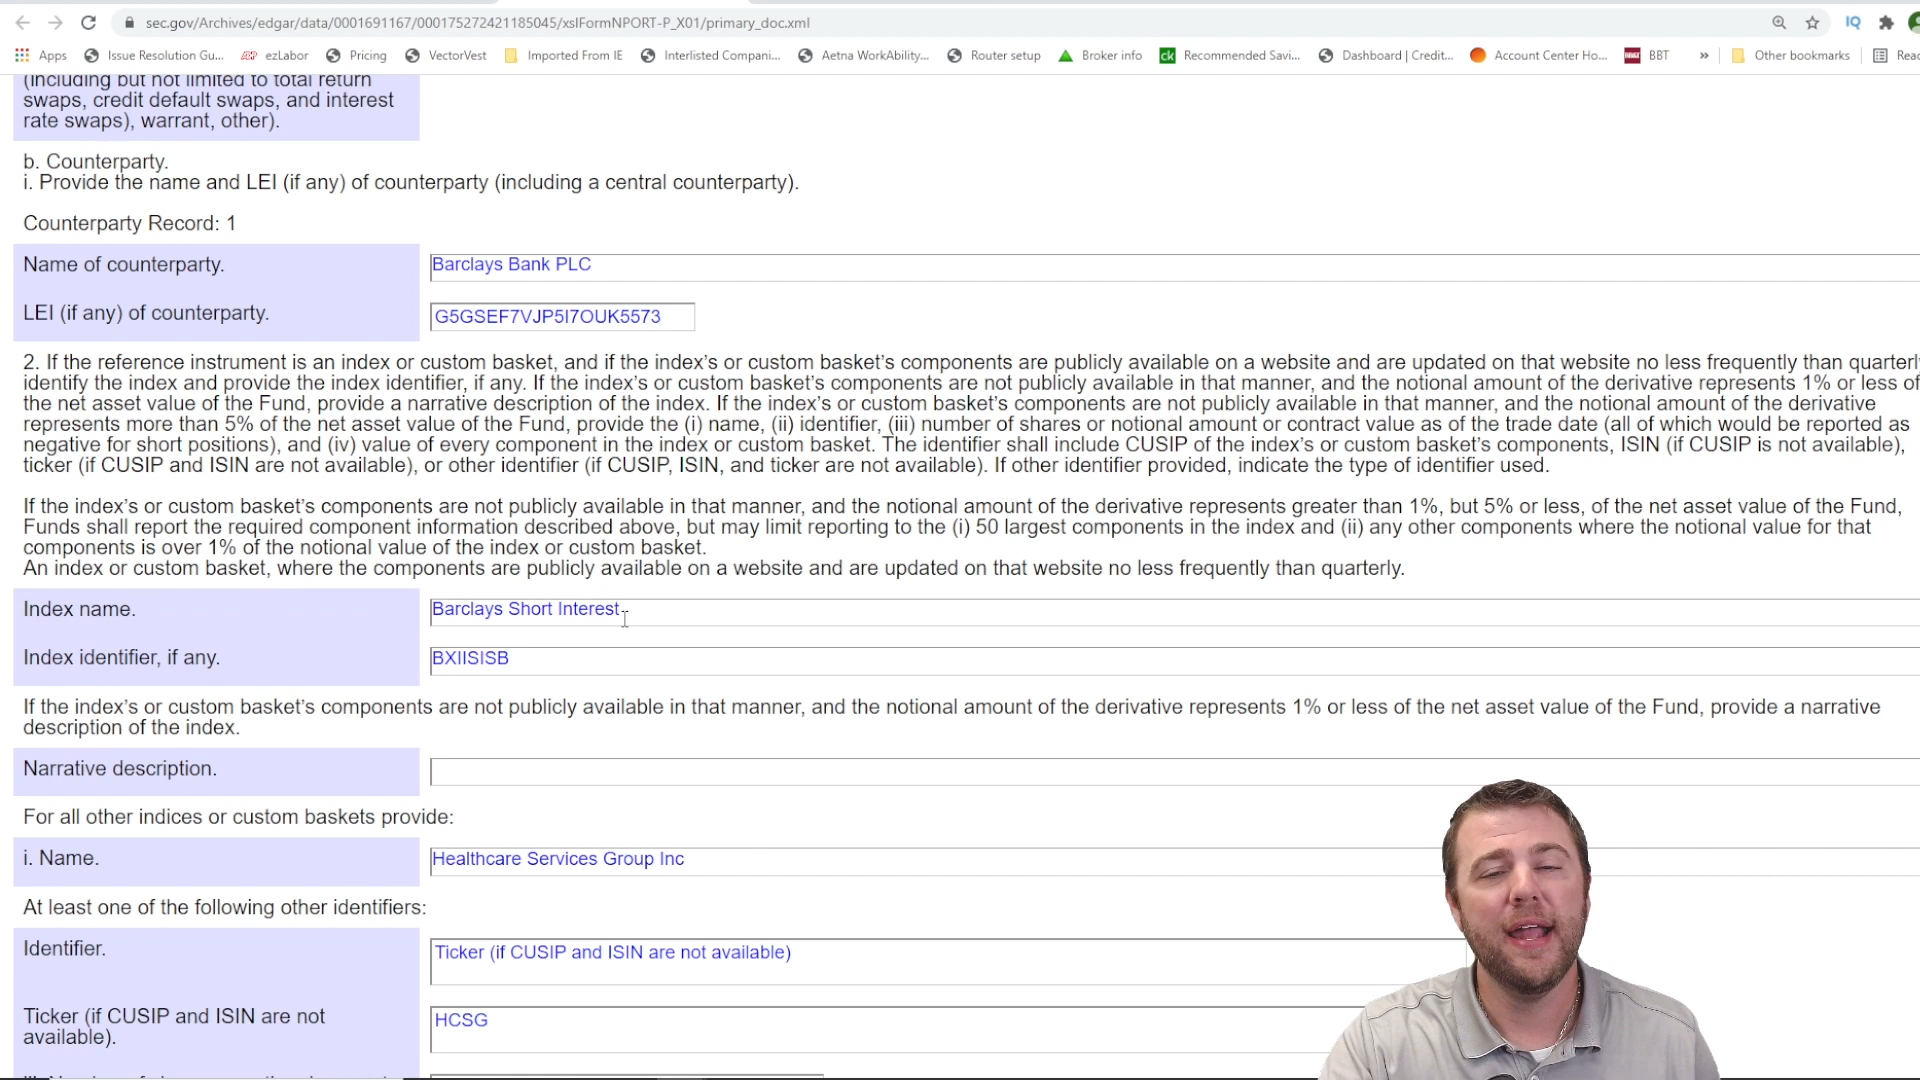 sec.gov/Archives/edgar/data/0001691167/000175272421185045/xslFormNPORT-P_X01/primary_doc.xml
IQ
Apps
Issue Resolution Gu...
ezLabor
Pricing
VectorVest
Imported From IE
Interlisted Compani...
Aetna WorkAbility...
Router setup
Broker info
ck Recommended Savi...
Dashboard | Credit...
Account Center Ho...
BBT
»
Other bookmarks
(including but not limited to total return
swaps, credit default swaps, and interest
rate swaps), warrant, other).
b. Counterparty.
i. Provide the name and LEI (if any) of counterparty (including a central counterparty).
Counterparty Record: 1
Name of counterparty.
Barclays Bank PLC
LEI (if any) of counterparty.
G5GSEF7VJP5I7OUK5573
2. If the reference instrument is an index or custom basket, and if the index's or custom basket's components are publicly available on a website and are updated on that website no less frequently than quarterl
identify the index and provide the index identifier, if any. If the index's or custom basket's components are not publicly available in that manner, and the notional amount of the derivative represents 1% or less of
the net asset value of the Fund, provide a narrative description of the index. If the index's or custom basket's components are not publicly available in that manner, and the notional amount of the derivative
represents more than 5% of the net asset value of the Fund, provide the (i) name, (ii) identifier, (iii) number of shares or notional amount or contract value as of the trade date (all of which would be reported as
negative for short positions), and (iv) value of every component in the index or custom basket. The identifier shall include CUSIP of the index's or custom basket's components, ISIN (if CUSIP is not available),
ticker (if CUSIP and ISIN are not available), or other identifier (if CUSIP, ISIN, and ticker are not available). If other identifier provided, indicate the type of identifier used.
If the index's or custom basket's components are not publicly available in that manner, and the notional amount of the derivative represents greater than 1%, but 5% or less, of the net asset value of the Fund,
Funds shall report the required component information described above, but may limit reporting to the (i) 50 largest components in the index and (ii) any other components where the notional value for that
components is over 1% of the notional value of the index or custom basket.
An index or custom basket, where the components are publicly available on a website and are updated on that website no less frequently than quarterly.
Index name.
Barclays Short Interest
Index identifier, if any.
BXIISISB
If the index's or custom basket's components are not publicly available in that manner, and the notional amount of the derivative represents 1% or less of the net asset value of the Fund, provide a narrative
description of the index.
Narrative description.
For all other indices or custom baskets provide:
i. Name.
Healthcare Services Group Inc
At least one of the following other identifiers:
Identifier.
Ticker (if CUSIP and ISIN are not available)
Ticker (if CUSIP and ISIN are not
available).
HCSG